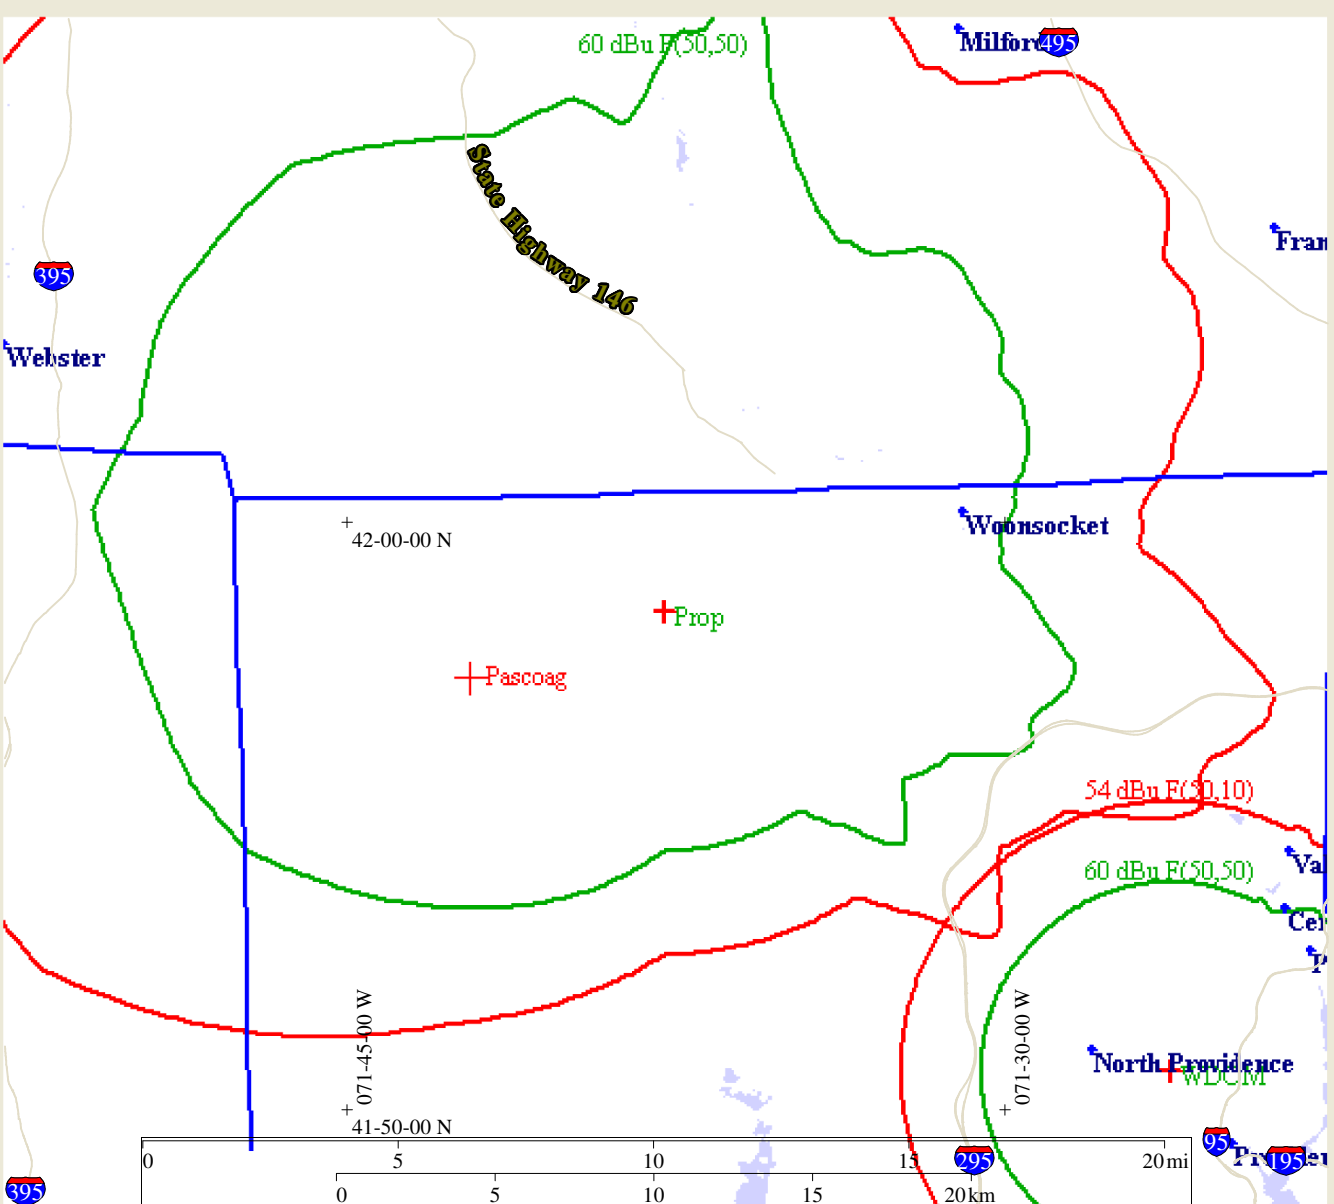 60 dBu F(50,50)
Milford
495
State Highway 146
395
Webster
42-00-00 N
Woonsocket
Prop
Pascoag
54 dBu F(50,10)
60 dBu F(50,50)
071-45-00 W
071-30-00 W
North Providence
WDOM
41-50-00 N
0 5 10 15 20 mi
295
95
195
395
0 5 10 15 20 km